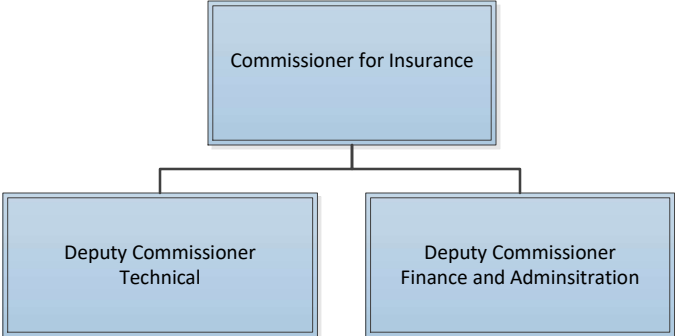 Commissioner for Insurance
Deputy Commissioner
Technical
Deputy Commissioner
Finance and Adminsitration